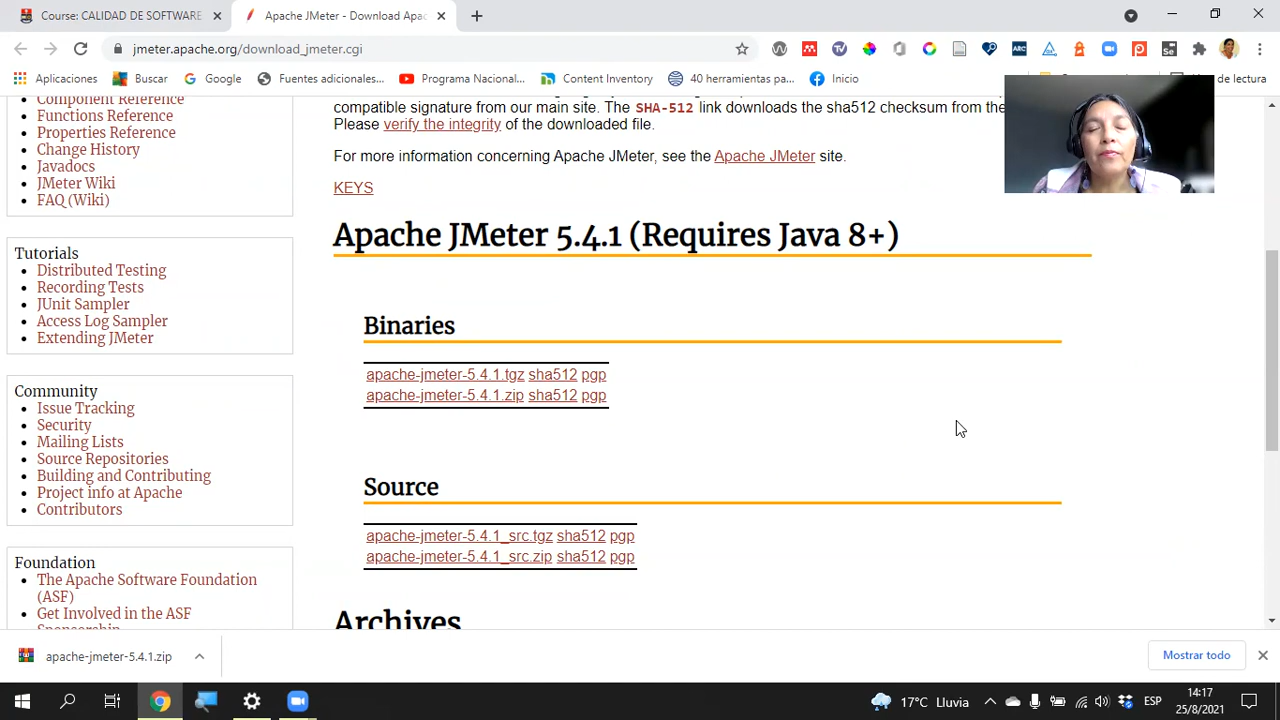 Course: CALIDAD DE SOFTWARE
Apache JMeter - Download Apac
jmeter.apache.org/download_jmeter.cgi
Aplicaciones
Buscar
Google
Fuentes adicionales...
Programa Nacional...
Content Inventory
40 herramientas pa...
Inicio
de lectura
Component Reference
Functions Reference
Properties Reference
Change History
Javadocs
JMeter Wiki
FAQ (Wiki)
Tutorials
Distributed Testing
Recording Tests
JUnit Sampler
Access Log Sampler
Extending JMeter
Community
Issue Tracking
Security
Mailing Lists
Source Repositories
Building and Contributing
Project info at Apache
Contributors
Foundation
The Apache Software Foundation
(ASF)
Get Involved in the ASF
compatible signature from our main site. The SHA-512 link downloads the sha512 checksum from the
Please verify the integrity of the downloaded file.
For more information concerning Apache JMeter, see the Apache JMeter site.
KEYS
Apache JMeter 5.4.1 (Requires Java 8+)
Binaries
apache-jmeter-5.4.1.tgz sha512 pgp
apache-jmeter-5.4.1.zip sha512 pgp
Source
apache-jmeter-5.4.1_src.tgz sha512 pgp
apache-jmeter-5.4.1_src.zip sha512 pgp
Archives
apache-jmeter-5.4.1.zip
Mostrar todo
17°C Lluvia
ESP
14:17
25/8/2021